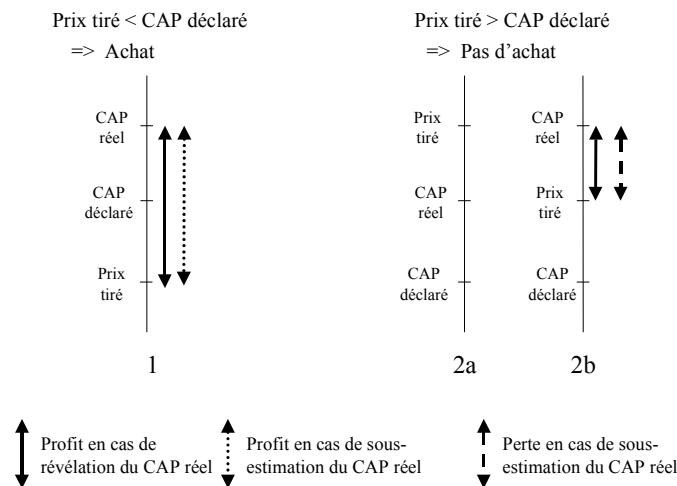 Prix tiré < CAP déclaré
=> Achat
Prix tiré > CAP déclaré
=> Pas d’achat
CAP
réel
CAP
déclaré
Prix
tiré
1
Prix
tiré
CAP
réel
CAP
déclaré
2a
CAP
réel
Prix
tiré
CAP
déclaré
2b
Profit en cas de
révélation du CAP réel
Profit en cas de sous-
estimation du CAP réel
Perte en cas de sous-
estimation du CAP réel